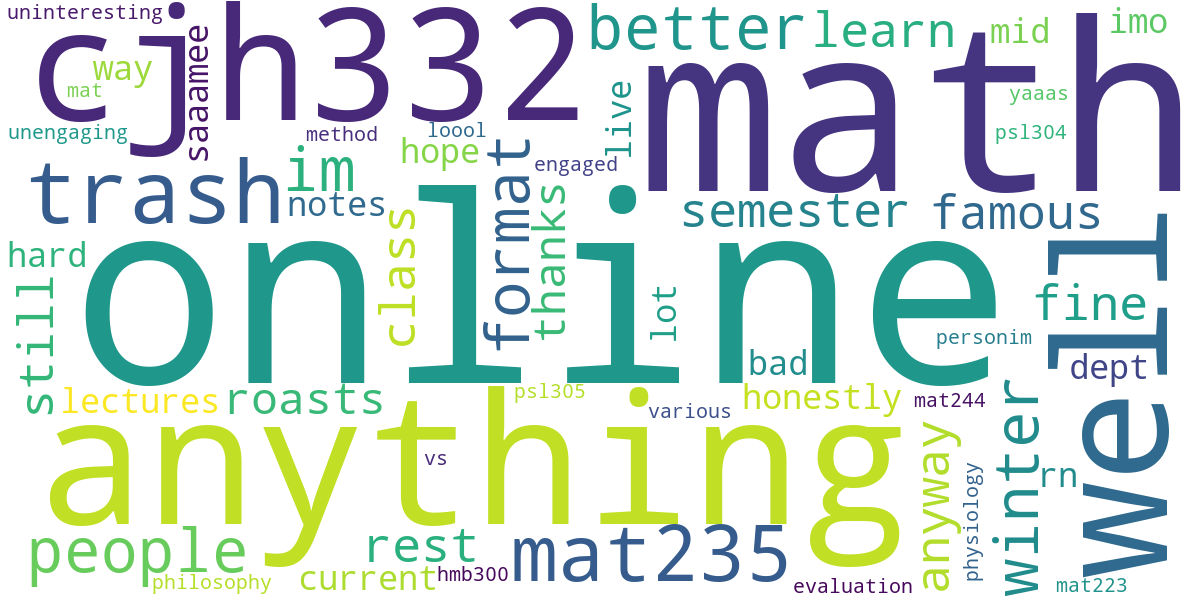 uninteresting
cjh332
better
learn
mid
imo
way
mat
saaamee
math
live
yaaas
unengaging
method
loool
psl304
trash
im
hope
format
engaged
notes
class
thanks
semester
famous
well
hard
online
still
lot
fine
personim
bad
dept
lectures
roasts
psl305
various
honestly
mat244
winter
anything
vs
anyway
physiology
rn
people
rest
mat235
philosophy
current
hmb300
evaluation
mat223